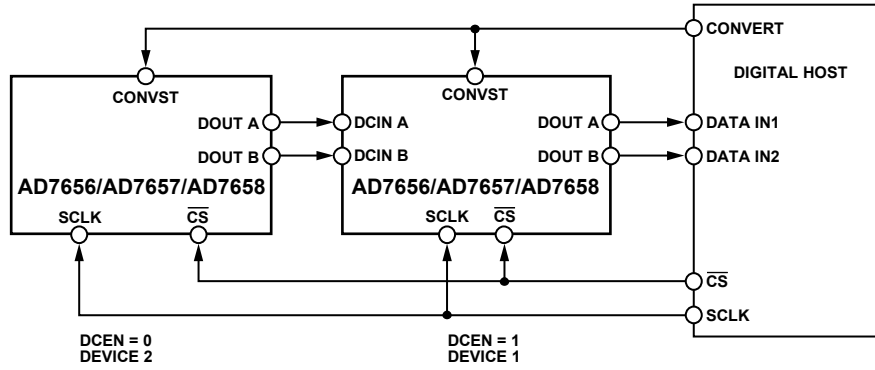 CONVERT
DIGITAL HOST
CONVST
CONVST
DOUT A
DCIN A
DOUT A
DATA IN1
DOUT B
DCIN B
DOUT B
DATA IN2
AD7656/AD7657/AD7658
AD7656/AD7657/AD7658
SCLK
CS
SCLK
CS
CS
SCLK
DCEN = 0
DEVICE 2
DCEN = 1
DEVICE 1